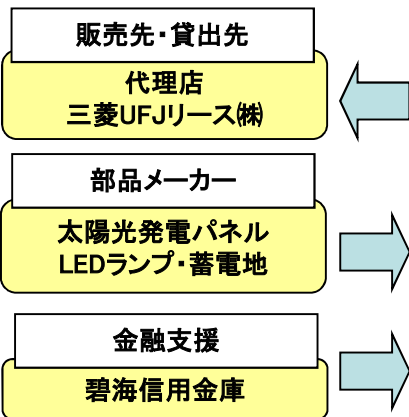 販売先・貸出先
代理店
三菱UFJリース㈱
部品メーカー
太陽光発電パネル
LEDランプ・蓄電地
金融支援
碧海信用金庫